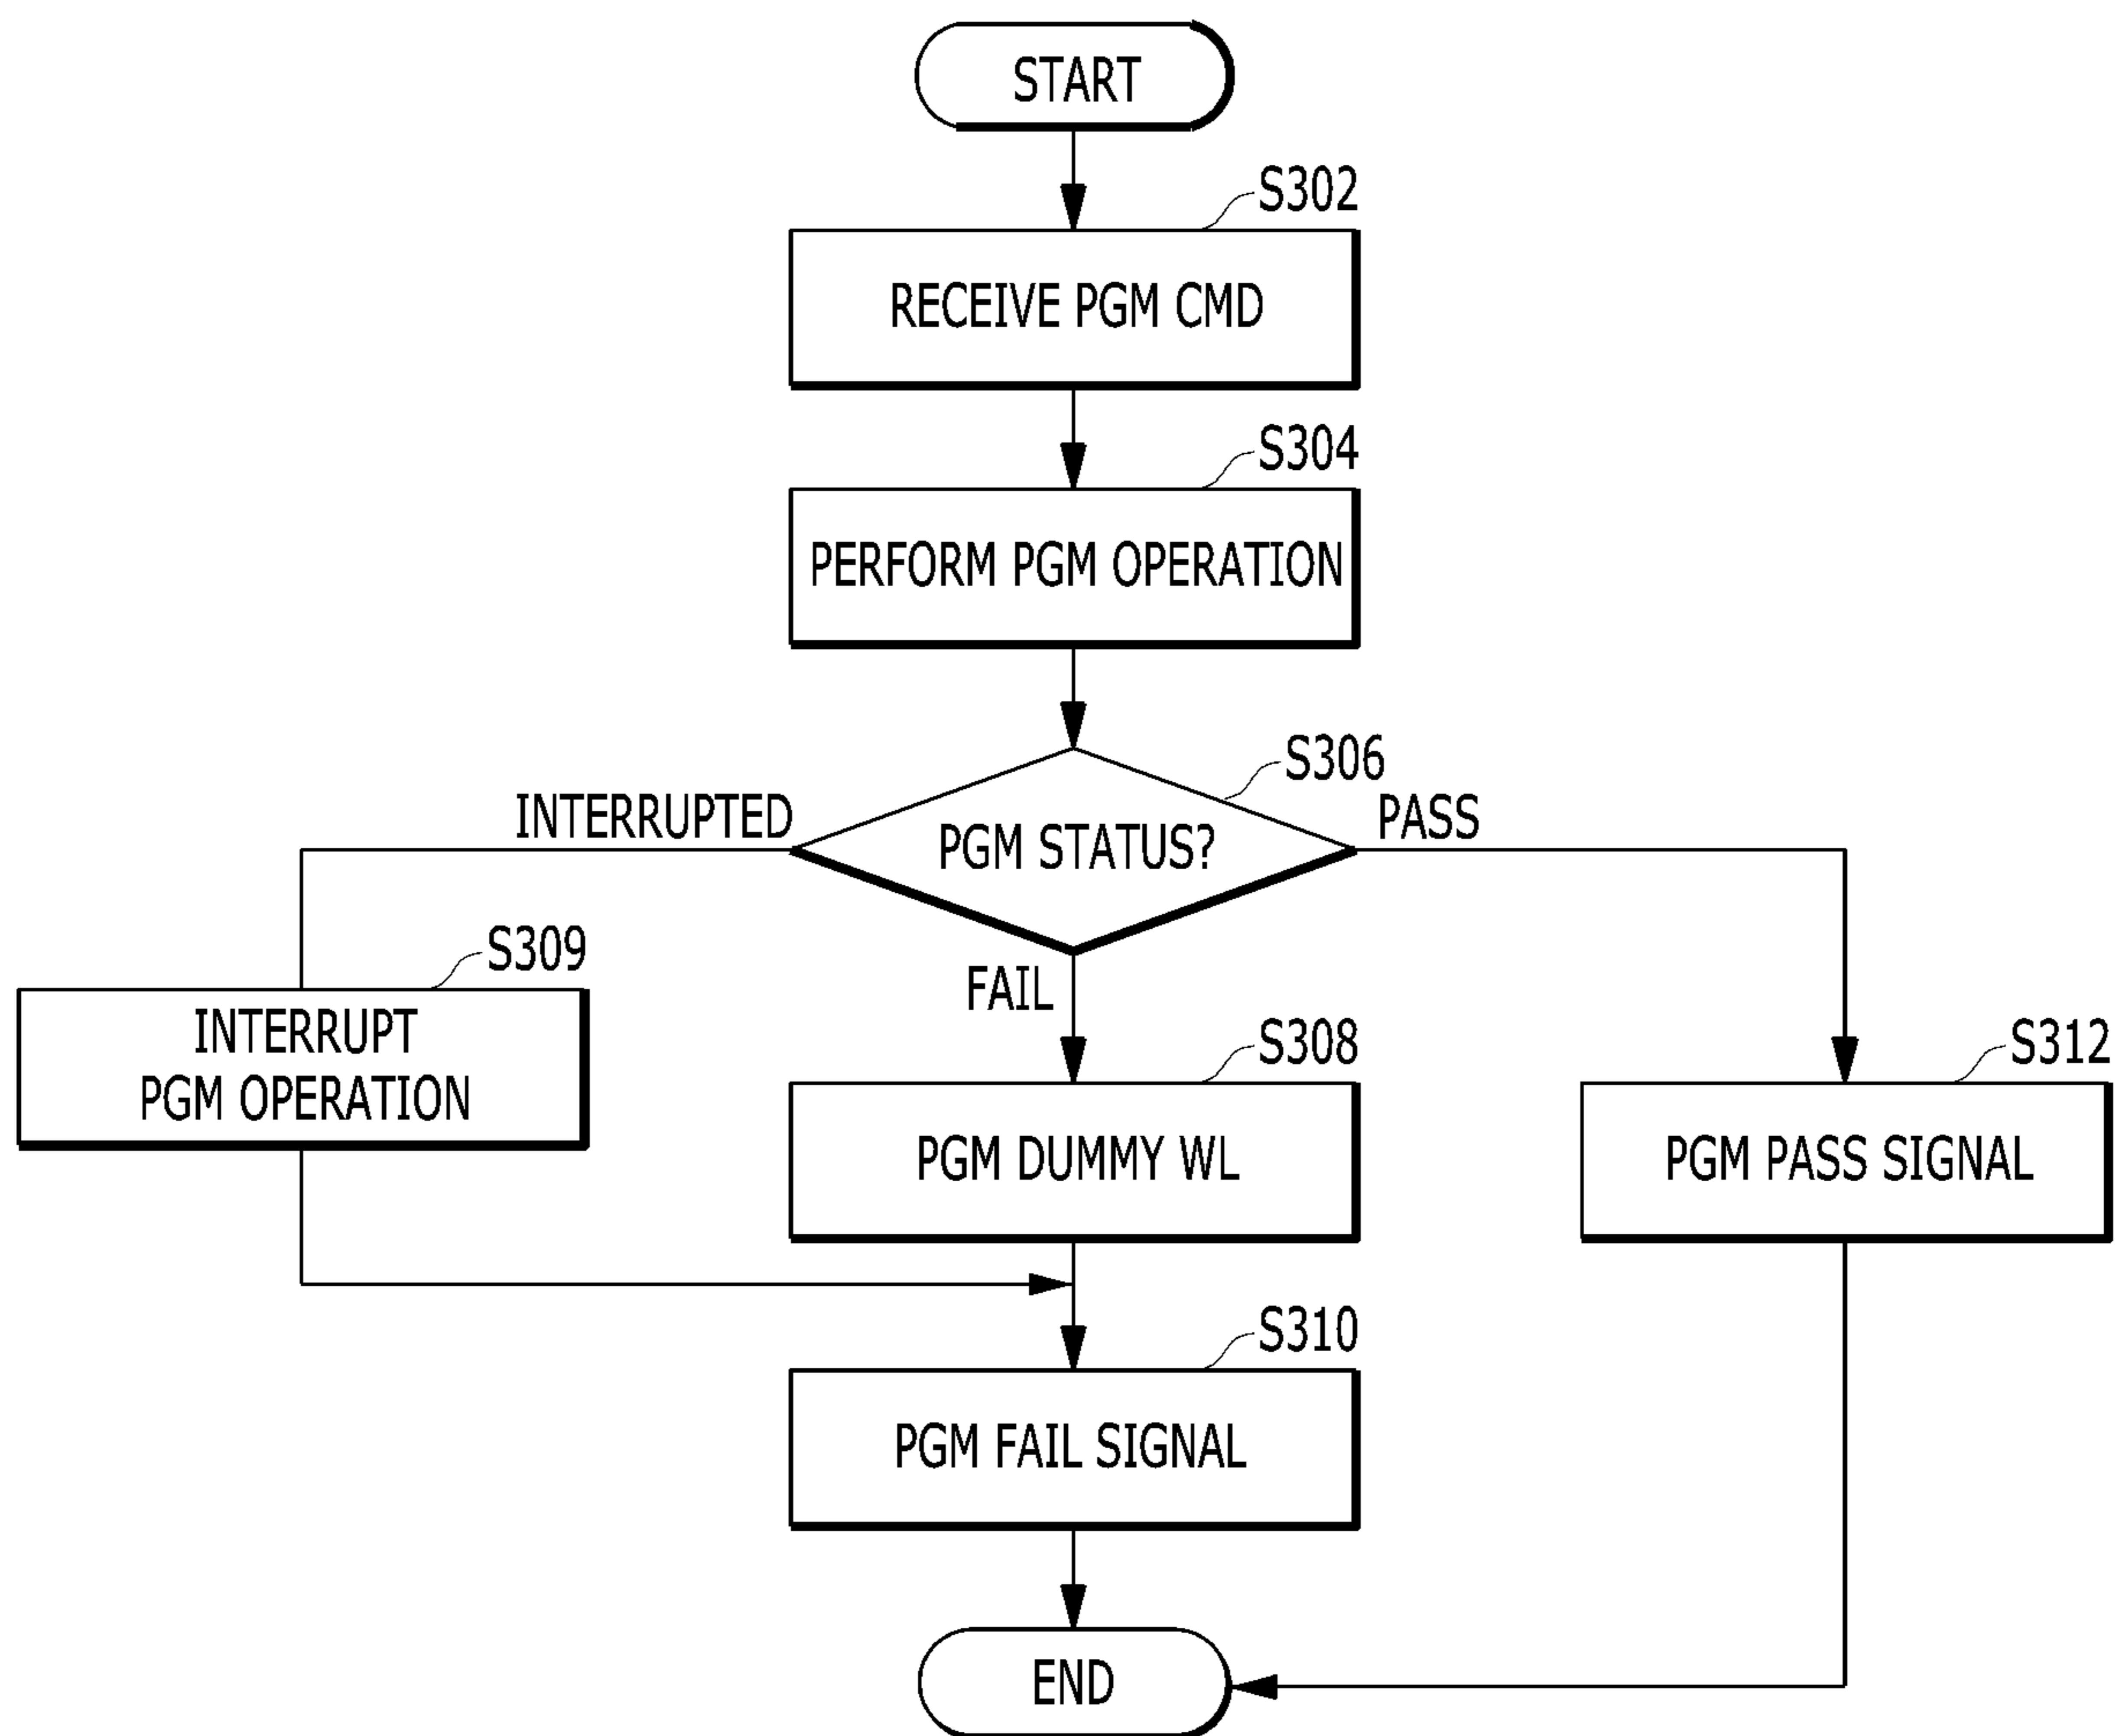 START
S302
RECEIVE PGM CMD
S304
PERFORM PGM OPERATION
S306
INTERRUPTED
PGM STATUS?
PASS
S309
FAIL
INTERRUPT
PGM OPERATION
S308
PGM DUMMY WL
S312
PGM PASS SIGNAL
S310
PGM FAIL SIGNAL
END